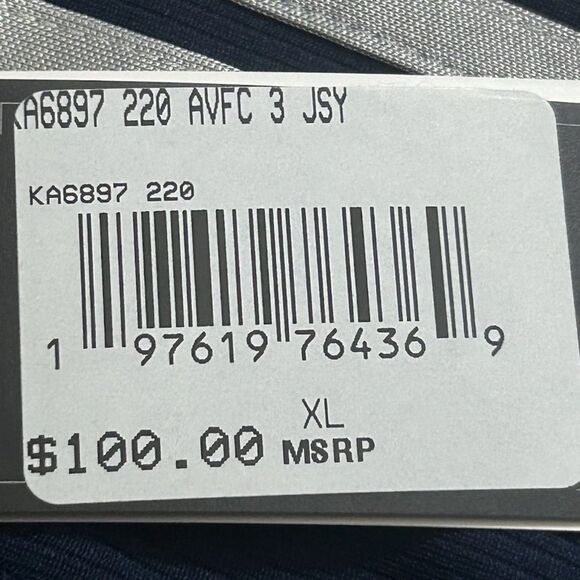 KA6897 220 AVFC 3 JSY
KA6897 220
1 97619 76436 9
XL
$100.00 MSRP